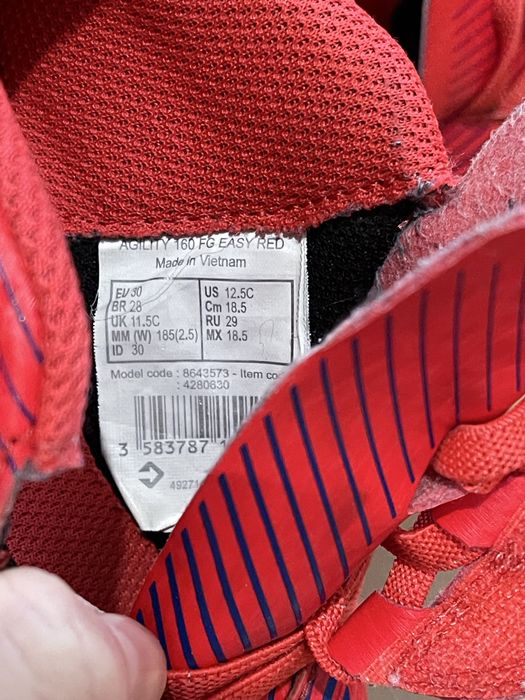 AGILITY 160 FG EASY RED
Made in Vietnam
EU 30 US 12.5C
BR 28 Cm 18.5
UK 11.5C RU 29
MM (W) 185(2.5) MX 18.5
ID 30
Model code : 8643573 - Item
: 4280630
3 583787